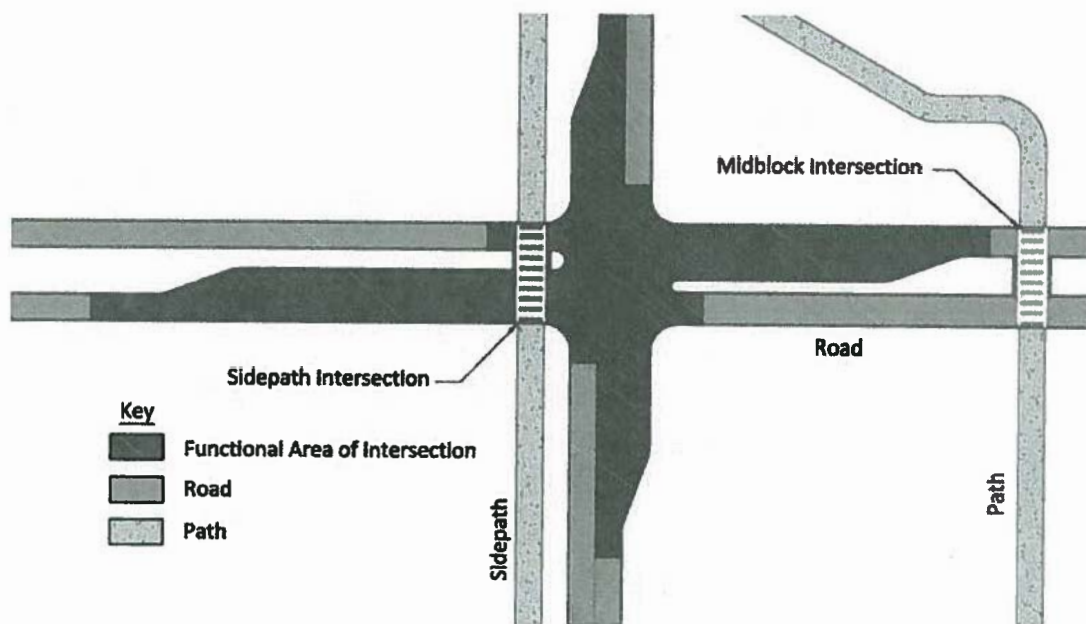 Midblock Intersection
Road
Sidepath Intersection
Key
Functional Area of Intersection
Road
Path
Sidepath
Path